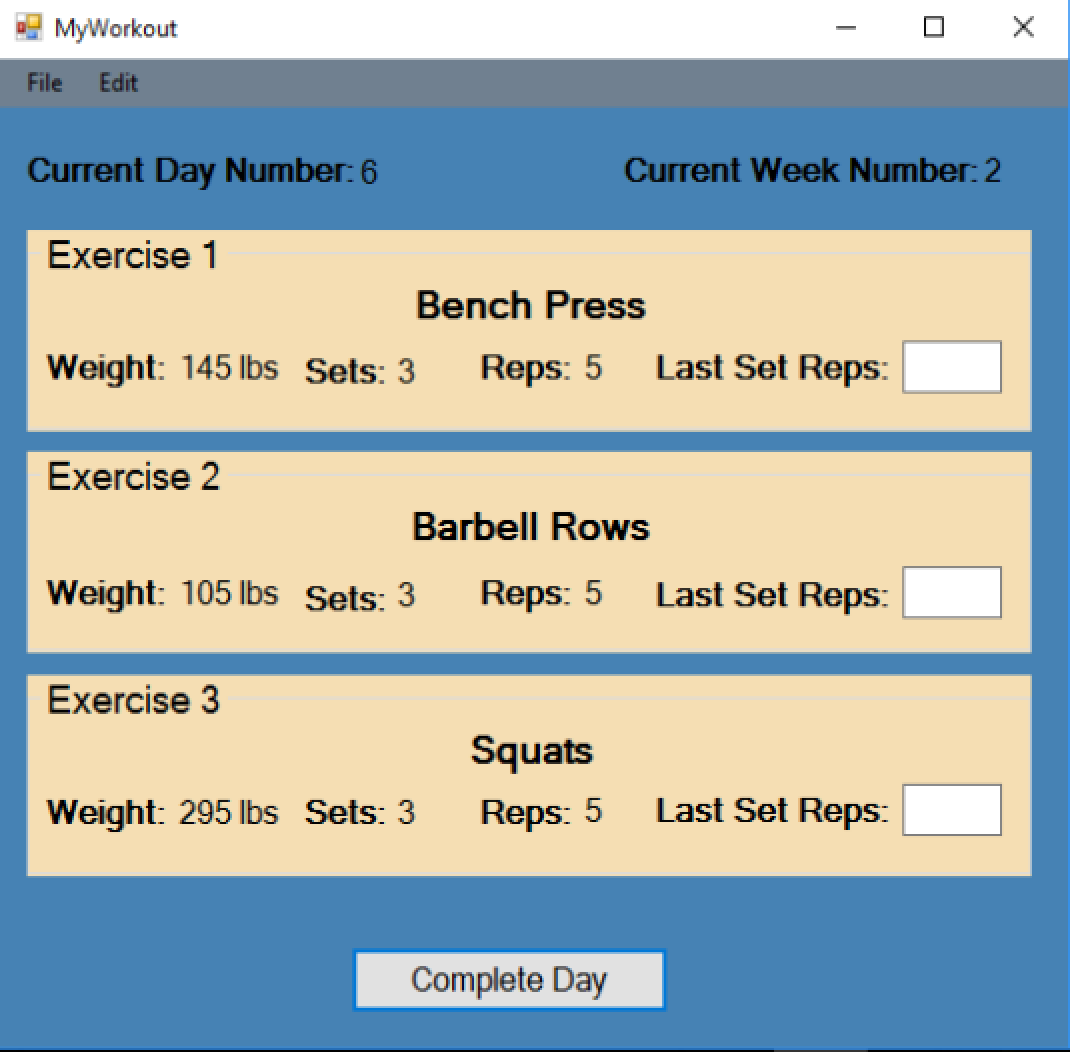 MyWorkout
File Edit
Current Day Number: 6 Current Week Number: 2
Exercise 1
Bench Press
Weight: 145 lbs Sets: 3 Reps: 5 Last Set Reps:
Exercise 2
Barbell Rows
Weight: 105 lbs Sets: 3 Reps: 5 Last Set Reps:
Exercise 3
Squats
Weight: 295 lbs Sets: 3 Reps: 5 Last Set Reps:
Complete Day